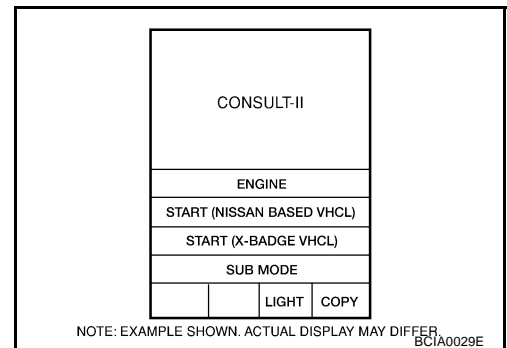 CONSULT-II
ENGINE
START (NISSAN BASED VHCL)
START (X-BADGE VHCL)
SUB MODE
LIGHT COPY
NOTE: EXAMPLE SHOWN. ACTUAL DISPLAY MAY DIFFER.
BCIA0029E